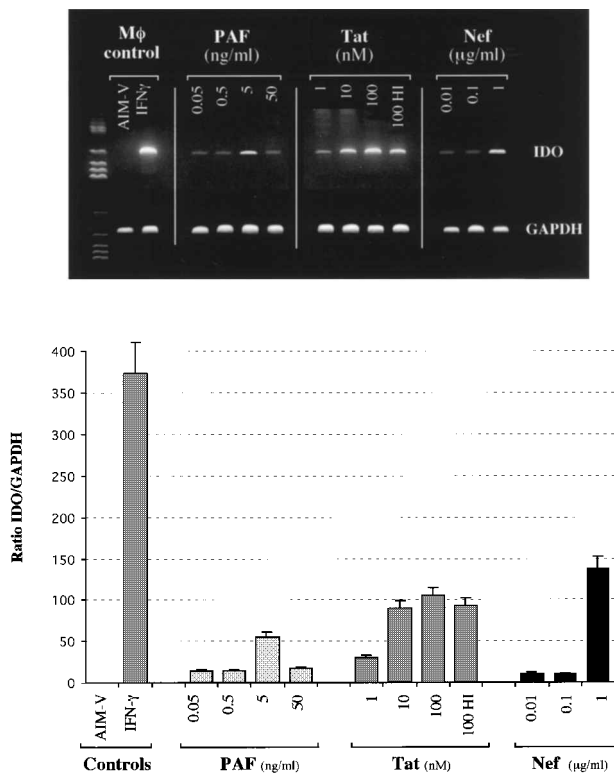 Mϕ control PAF (ng/ml) Tat (nM) Nef (µg/ml)
AIM-V IFNγ 0.05 0.5 5 50 1 10 100 100 HI 0.01 0.1 1
IDO
GAPDH
Ratio IDO/GAPDH
400
350
300
250
200
150
100
50
0
AIM-V IFN-γ 0.05 0.5 5 50 1 10 100 100 HI 0.01 0.1 1
Controls PAF (ng/ml) Tat (nM) Nef (µg/ml)